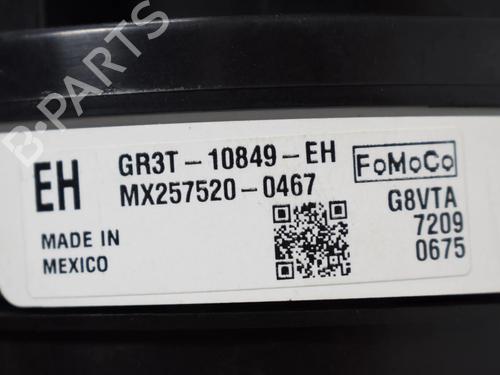 B-PARTS
EH
GR3T-10849-EH
MX257520-0467
FoMoCo
G8VTA
7209
0675
MADE IN
MEXICO